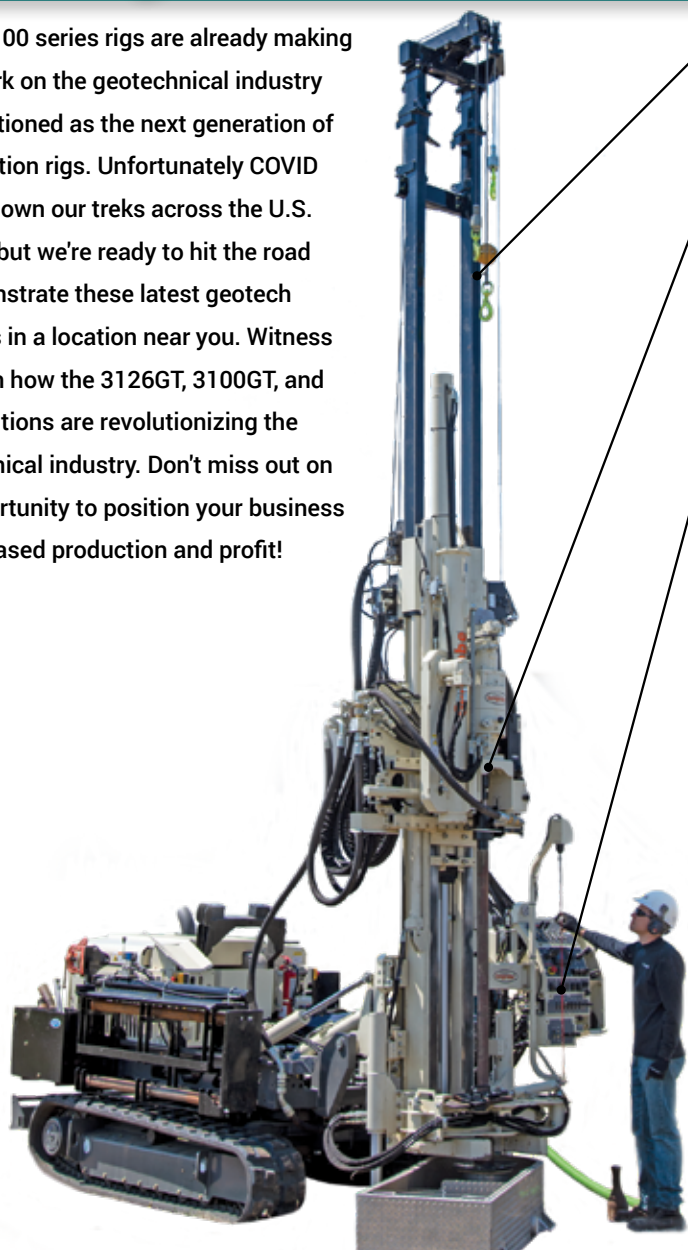 00 series rigs are already making
rk on the geotechnical industry
tioned as the next generation of
tion rigs. Unfortunately COVID
own our treks across the U.S.
but we're ready to hit the road
nstrate these latest geotech
s in a location near you. Witness
n how the 3126GT, 3100GT, and
tions are revolutionizing the
nical industry. Don't miss out on
rtunity to position your business
ased production and profit!